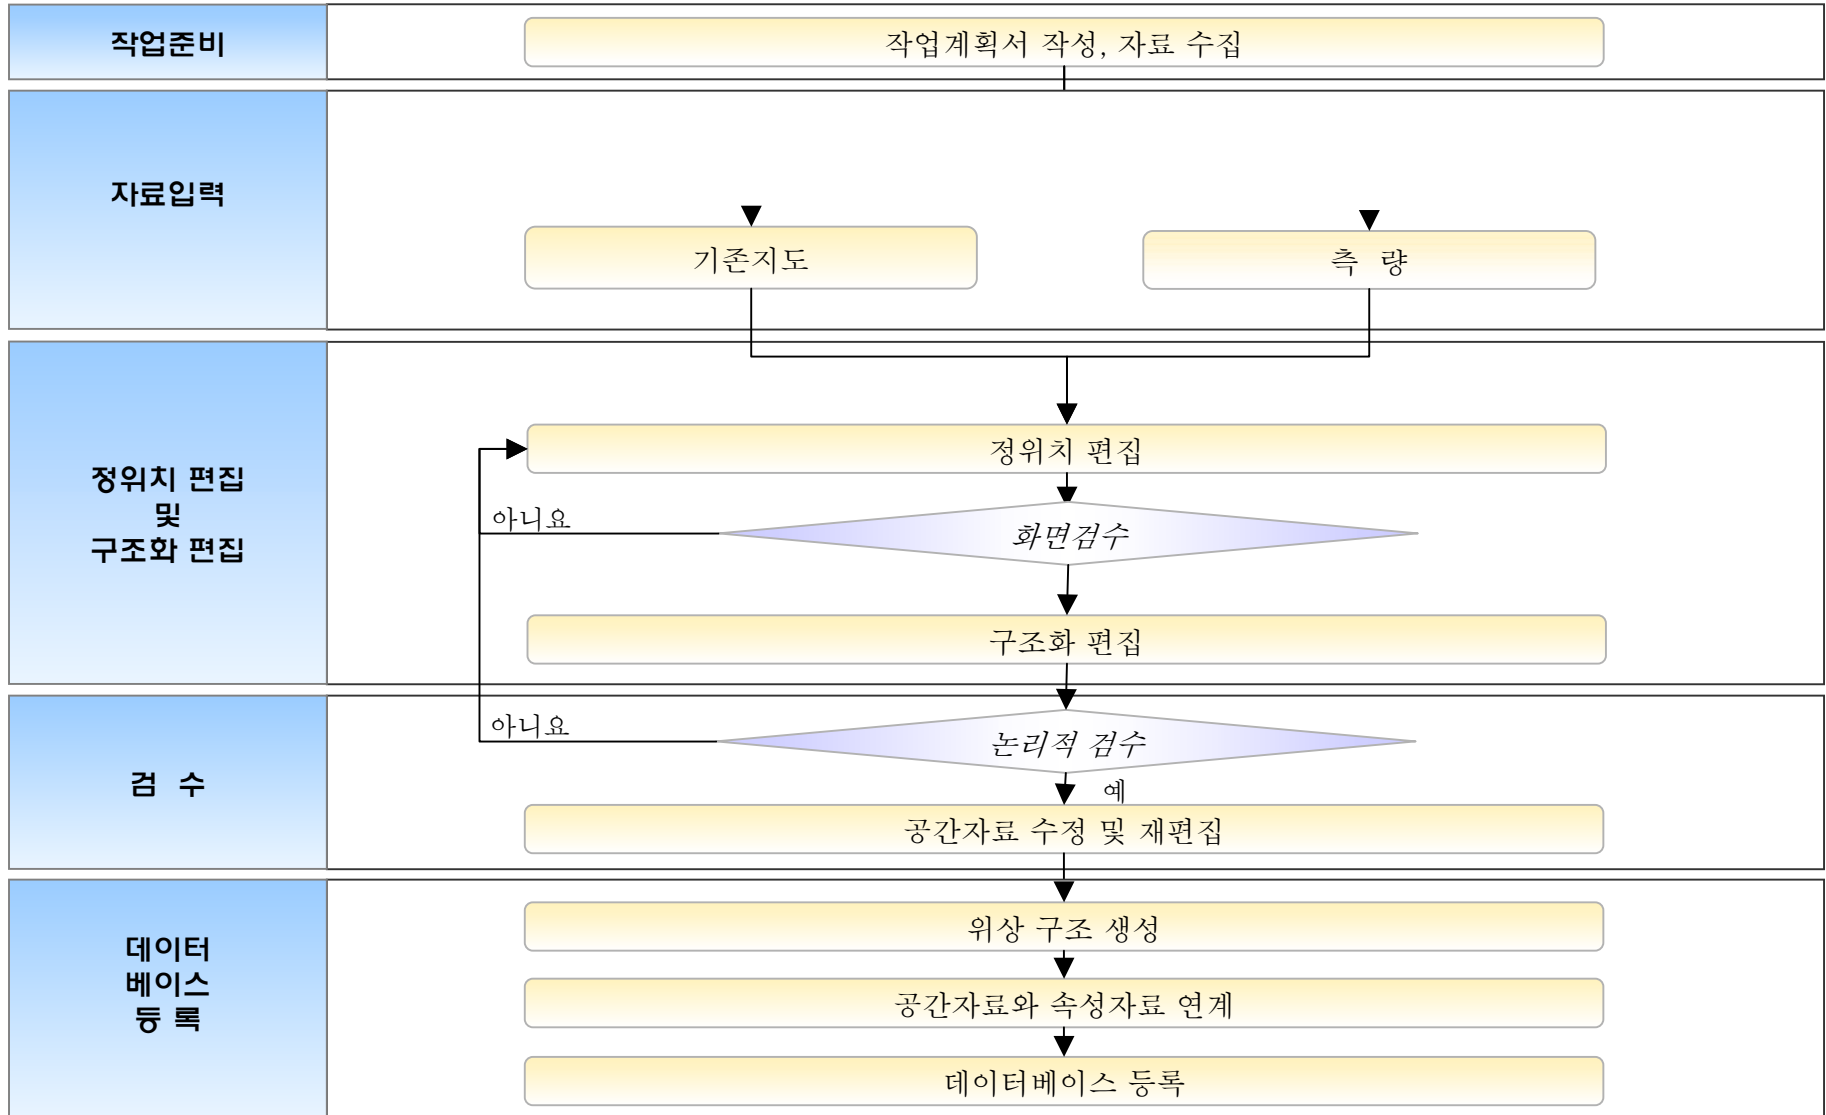 작업준비
작업계획서 작성, 자료 수집
자료입력
기존지도
측 량
정위치 편집
및
구조화 편집
정위치 편집
아니요
화면검수
구조화 편집
검 수
아니요
논리적 검수
예
공간자료 수정 및 재편집
데이터
베이스
등 록
위상 구조 생성
공간자료와 속성자료 연계
데이터베이스 등록